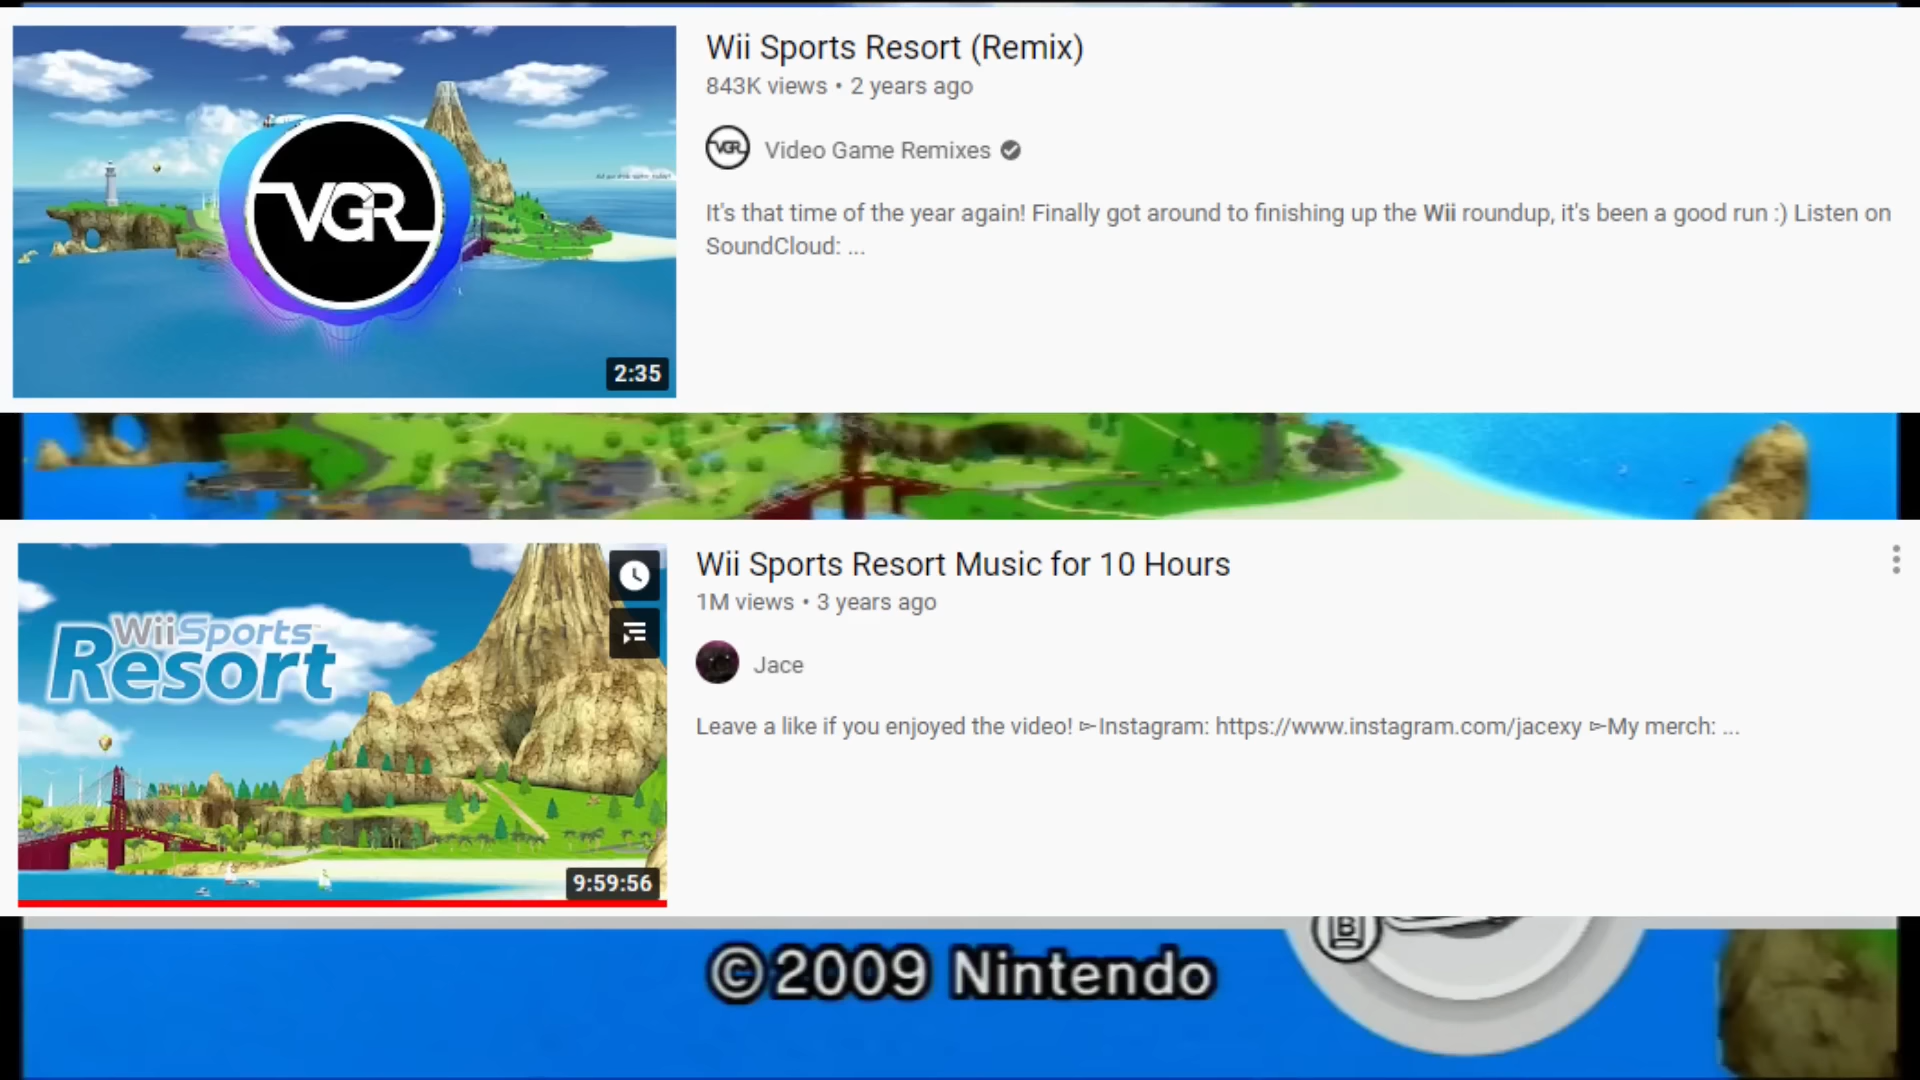 Wii Sports Resort (Remix)
843K views • 2 years ago
VGR
VGR
Video Game Remixes
It's that time of the year again! Finally got around to finishing up the Wii roundup, it's been a good run :) Listen on
SoundCloud: ...
2:35
Wii Sports Resort Music for 10 Hours
1M views • 3 years ago
WiiSports
Resort
Jace
Leave a like if you enjoyed the video! ▻Instagram: https://www.instagram.com/jacexy ▻My merch: ...
9:59:56
B
©2009 Nintendo